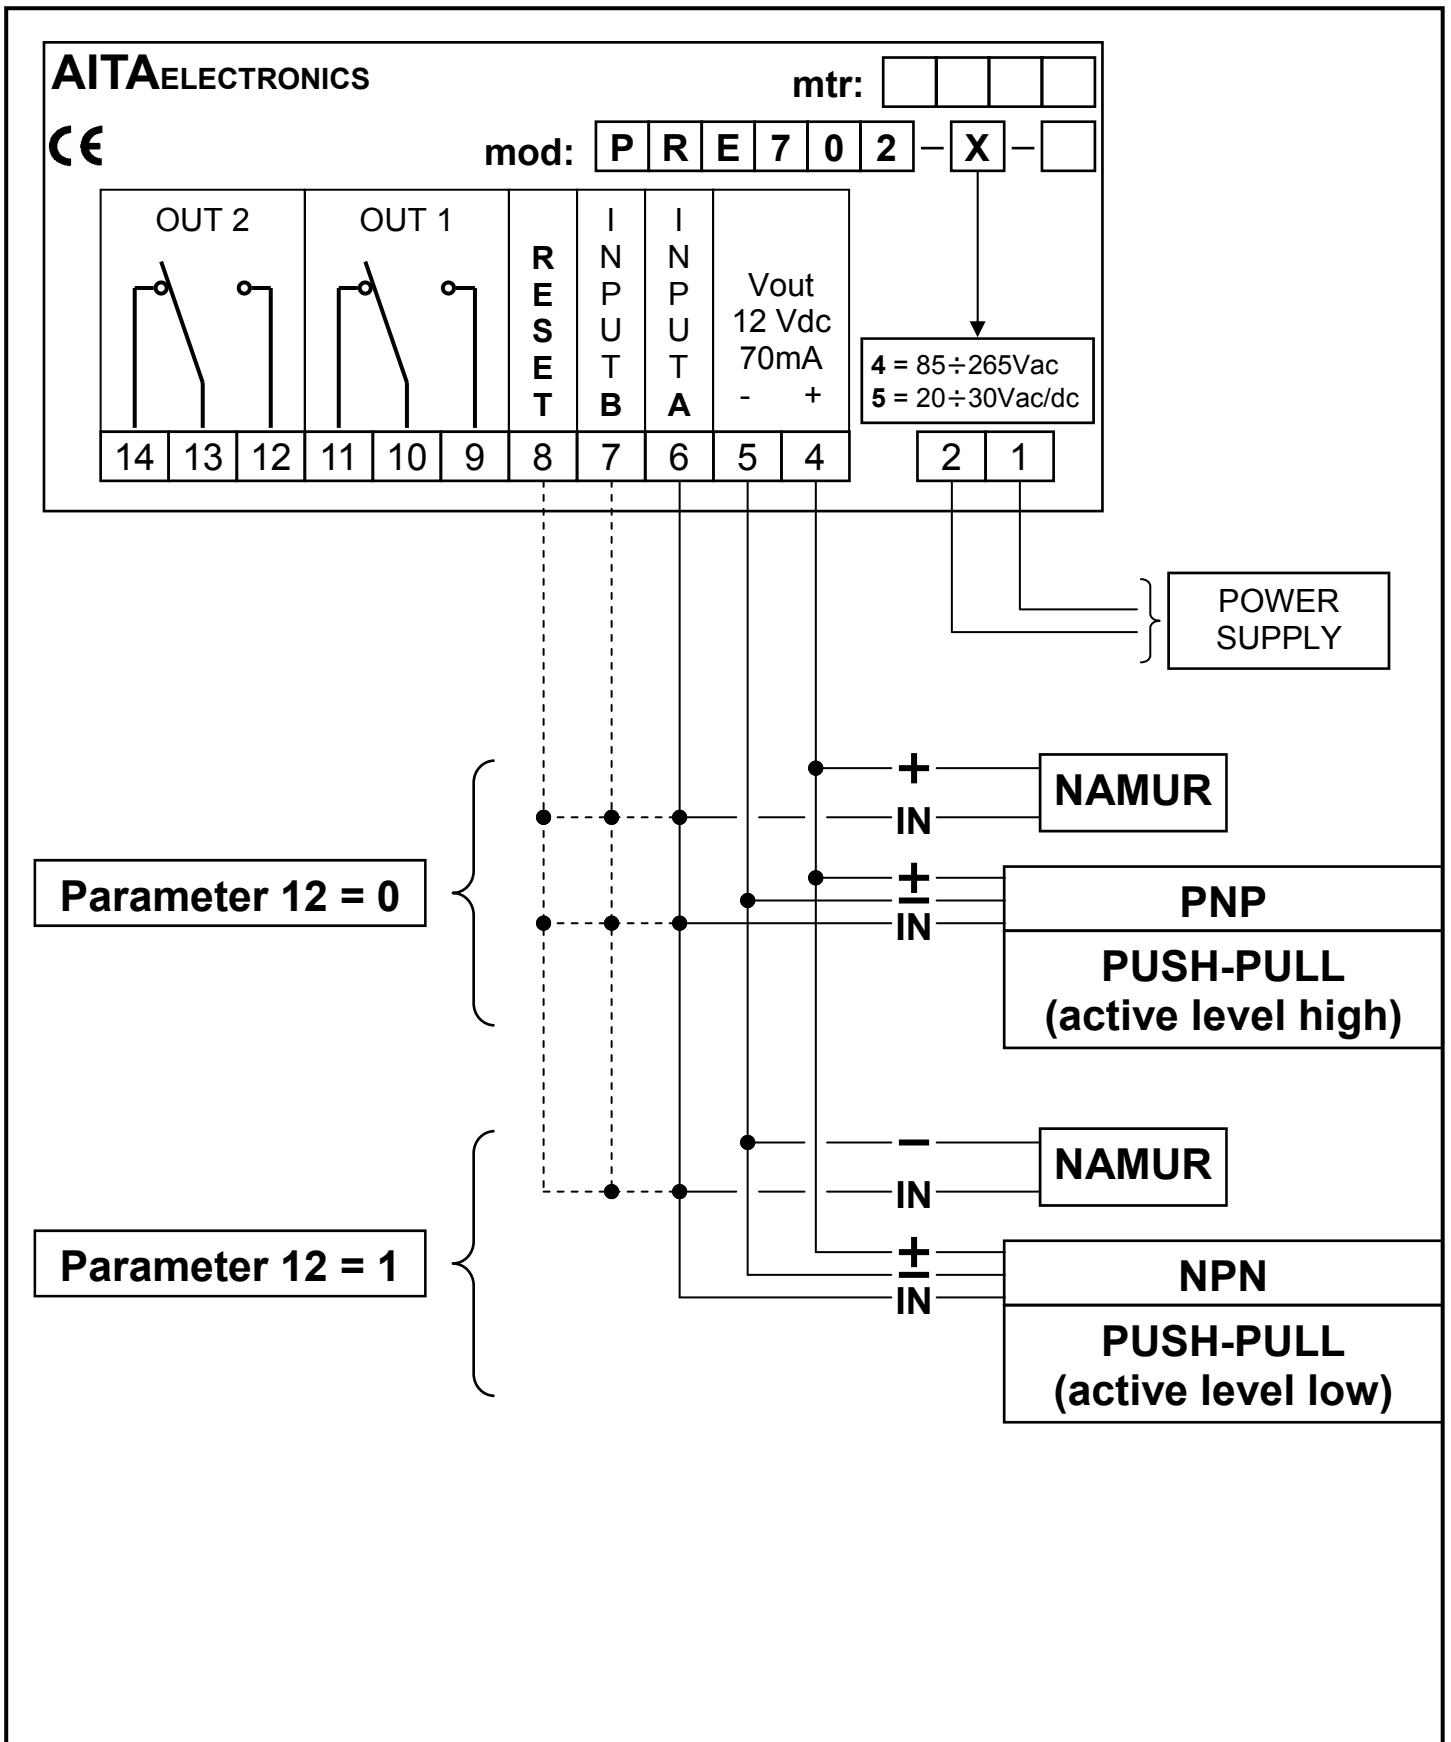 AITAELECTRONICS
mtr:
CE
mod: P R E 7 0 2 – X –
OUT 2
OUT 1
RESET
INPUT B
INPUT A
Vout
12 Vdc
70mA
- +
4 = 85÷265Vac
5 = 20÷30Vac/dc
14 13 12 11 10 9 8 7 6 5 4 2 1
POWER
SUPPLY
+
NAMUR
IN
Parameter 12 = 0
+
–
IN
PNP
PUSH-PULL
(active level high)
–
NAMUR
IN
Parameter 12 = 1
+
–
IN
NPN
PUSH-PULL
(active level low)